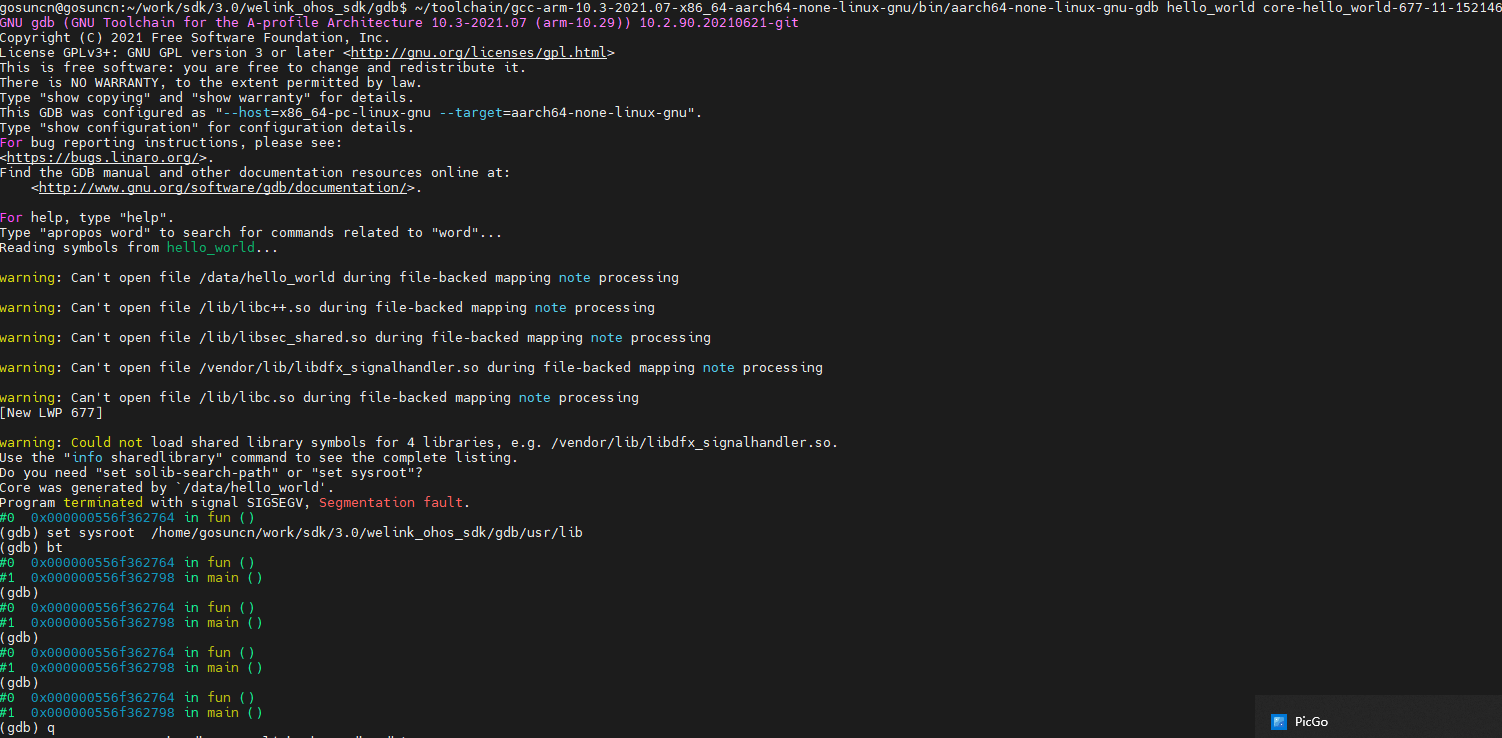 gosuncn@gosuncn:~/work/sdk/3.0/welink_ohos_sdk/gdb$ ~/toolchain/gcc-arm-10.3-2021.07-x86_64-aarch64-none-linux-gnu/bin/aarch64-none-linux-gnu-gdb hello_world core-hello_world-677-11-152146
GNU gdb (GNU Toolchain for the A-profile Architecture 10.3-2021.07 (arm-10.29)) 10.2.90.20210621-git
Copyright (C) 2021 Free Software Foundation, Inc.
License GPLv3+: GNU GPL version 3 or later <http://gnu.org/licenses/gpl.html>
This is free software: you are free to change and redistribute it.
There is NO WARRANTY, to the extent permitted by law.
Type "show copying" and "show warranty" for details.
This GDB was configured as "--host=x86_64-pc-linux-gnu --target=aarch64-none-linux-gnu".
Type "show configuration" for configuration details.
For bug reporting instructions, please see:
<https://bugs.linaro.org/>.
Find the GDB manual and other documentation resources online at:
    <http://www.gnu.org/software/gdb/documentation/>.

For help, type "help".
Type "apropos word" to search for commands related to "word"...
Reading symbols from hello_world...

warning: Can't open file /data/hello_world during file-backed mapping note processing

warning: Can't open file /lib/libc++.so during file-backed mapping note processing

warning: Can't open file /lib/libsec_shared.so during file-backed mapping note processing

warning: Can't open file /vendor/lib/libdfx_signalhandler.so during file-backed mapping note processing

warning: Can't open file /lib/libc.so during file-backed mapping note processing
[New LWP 677]

warning: Could not load shared library symbols for 4 libraries, e.g. /vendor/lib/libdfx_signalhandler.so.
Use the "info sharedlibrary" command to see the complete listing.
Do you need "set solib-search-path" or "set sysroot"?
Core was generated by `/data/hello_world'.
Program terminated with signal SIGSEGV, Segmentation fault.
#0  0x000000556f362764 in fun ()
(gdb) set sysroot  /home/gosuncn/work/sdk/3.0/welink_ohos_sdk/gdb/usr/lib
(gdb) bt
#0  0x000000556f362764 in fun ()
#1  0x000000556f362798 in main ()
(gdb)
#0  0x000000556f362764 in fun ()
#1  0x000000556f362798 in main ()
(gdb)
#0  0x000000556f362764 in fun ()
#1  0x000000556f362798 in main ()
(gdb)
#0  0x000000556f362764 in fun ()
#1  0x000000556f362798 in main ()
(gdb) q
PicGo